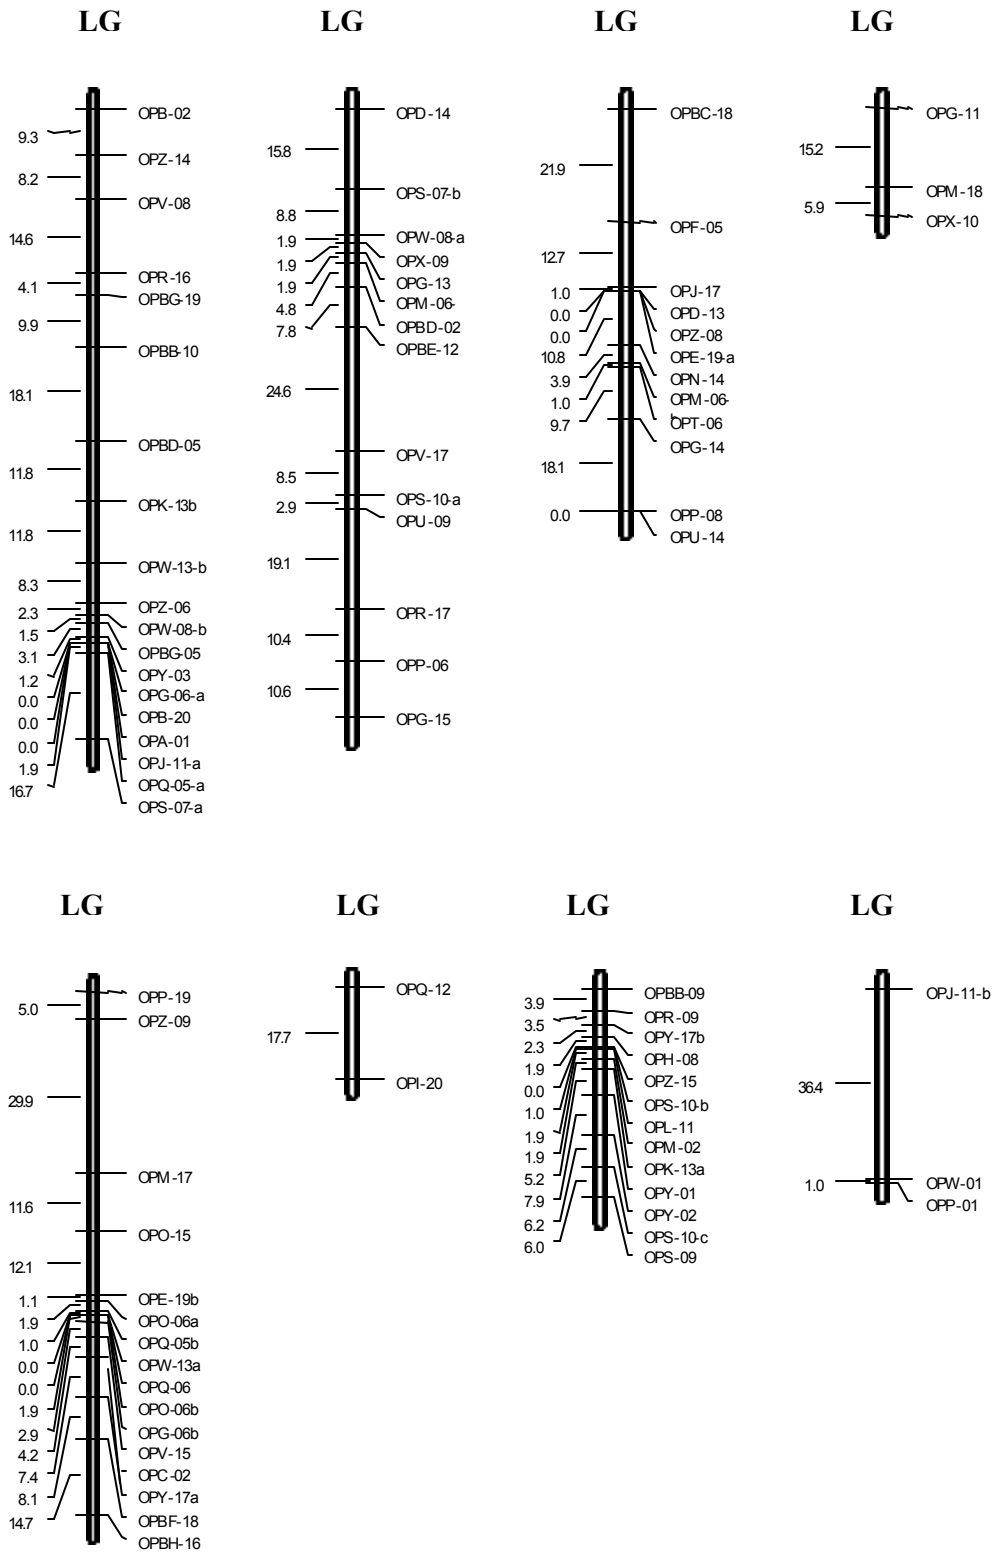 LG
9.3
8.2
14.6
4.1
9.9
18.1
11.8
11.8
8.3
2.3
1.5
3.1
1.2
0.0
0.0
0.0
1.9
16.7
OPB-02
OPZ-14
OPV-08
OPR-16
OPBG-19
OPBB-10
OPBD-05
OPK-13b
OPW-13-b
OPZ-06
OPW-08-b
OPBG-05
OPY-03
OPG-06-a
OPB-20
OPA-01
OPJ-11-a
OPQ-05-a
OPS-07-a
LG
15.8
8.8
1.9
1.9
1.9
4.8
7.8
24.6
8.5
2.9
19.1
10.4
10.6
OPD-14
OPS-07-b
OPW-08-a
OPX-09
OPG-13
OPM-06-
OPBD-02
OPBE-12
OPV-17
OPS-10-a
OPU-09
OPR-17
OPP-06
OPG-15
LG
21.9
12.7
1.0
0.0
0.0
10.8
3.9
1.0
9.7
18.1
0.0
OPBC-18
OPF-05
OPJ-17
OPD-13
OPZ-08
OPE-19-a
OPN-14
OPM-06-
OPT-06
OPG-14
OPP-08
OPU-14
LG
15.2
5.9
OPG-11
OPM-18
OPX-10
LG
5.0
29.9
11.6
12.1
1.1
1.9
1.0
0.0
0.0
1.9
2.9
4.2
7.4
8.1
14.7
OPP-19
OPZ-09
OPM-17
OPO-15
OPE-19b
OPO-06a
OPQ-05b
OPW-13a
OPQ-06
OPO-06b
OPG-06b
OPV-15
OPC-02
OPY-17a
OPBF-18
OPBH-16
LG
17.7
OPQ-12
OPI-20
LG
3.9
3.5
2.3
1.9
0.0
1.0
1.9
1.9
5.2
7.9
6.2
6.0
OPBB-09
OPR-09
OPY-17b
OPH-08
OPZ-15
OPS-10-b
OPL-11
OPM-02
OPK-13a
OPY-01
OPY-02
OPS-10-c
OPS-09
LG
36.4
1.0
OPJ-11-b
OPW-01
OPP-01